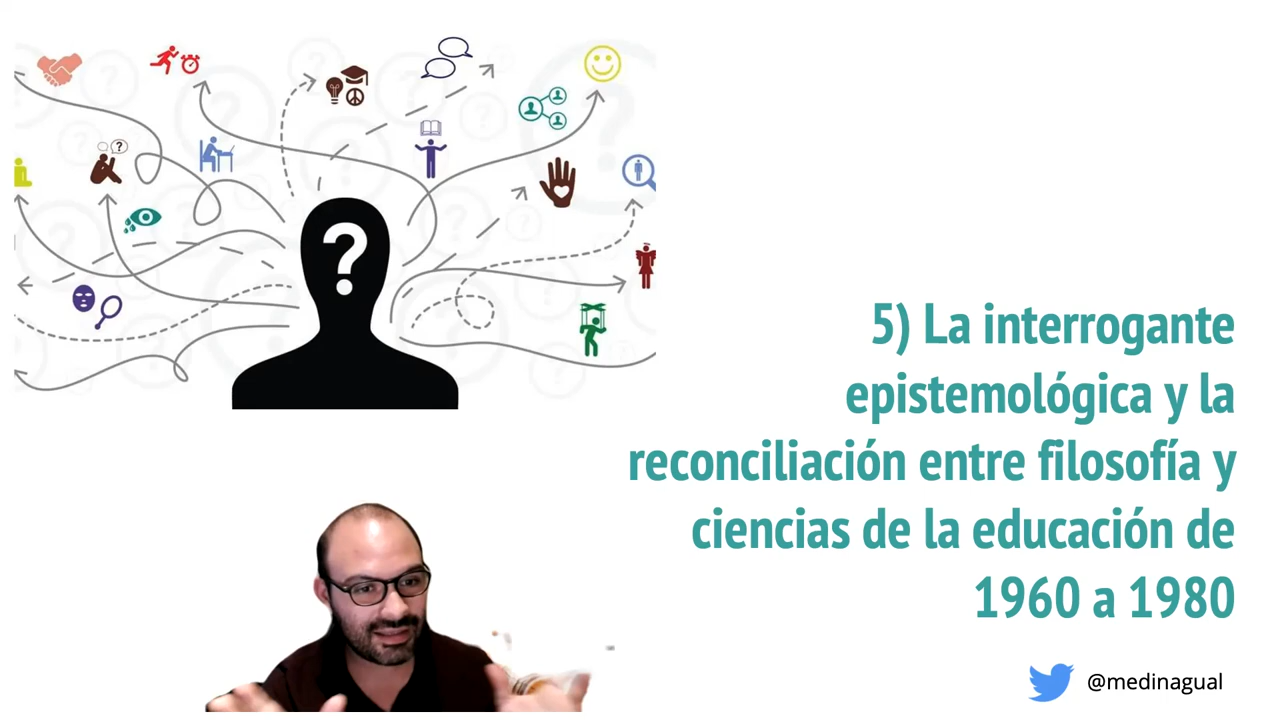 ?
?
5) La interrogante
epistemológica y la
reconciliación entre filosofía y
ciencias de la educación de
1960 a 1980
@medinagual